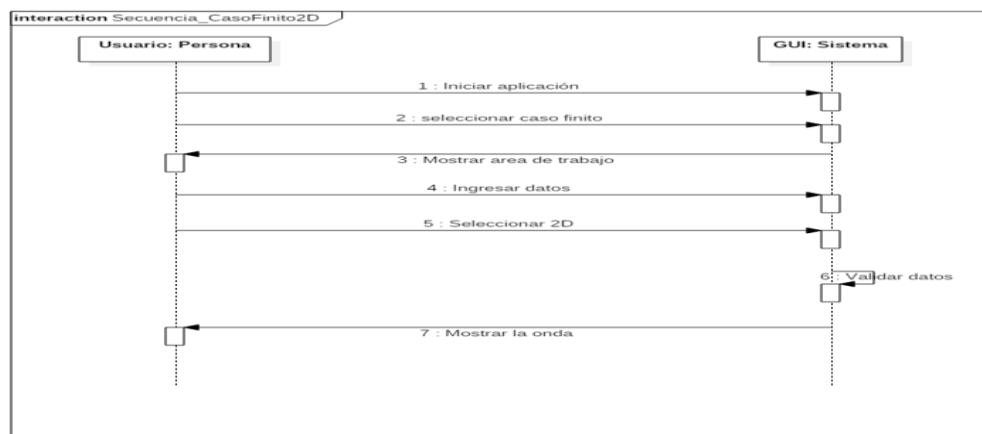 interaction Secuencia_CasoFinito2D
Usuario: Persona
GUI: Sistema
1 : Iniciar aplicación
2 : seleccionar caso finito
3 : Mostrar area de trabajo
4 : Ingresar datos
5 : Seleccionar 2D
6 : Validar datos
7 : Mostrar la onda